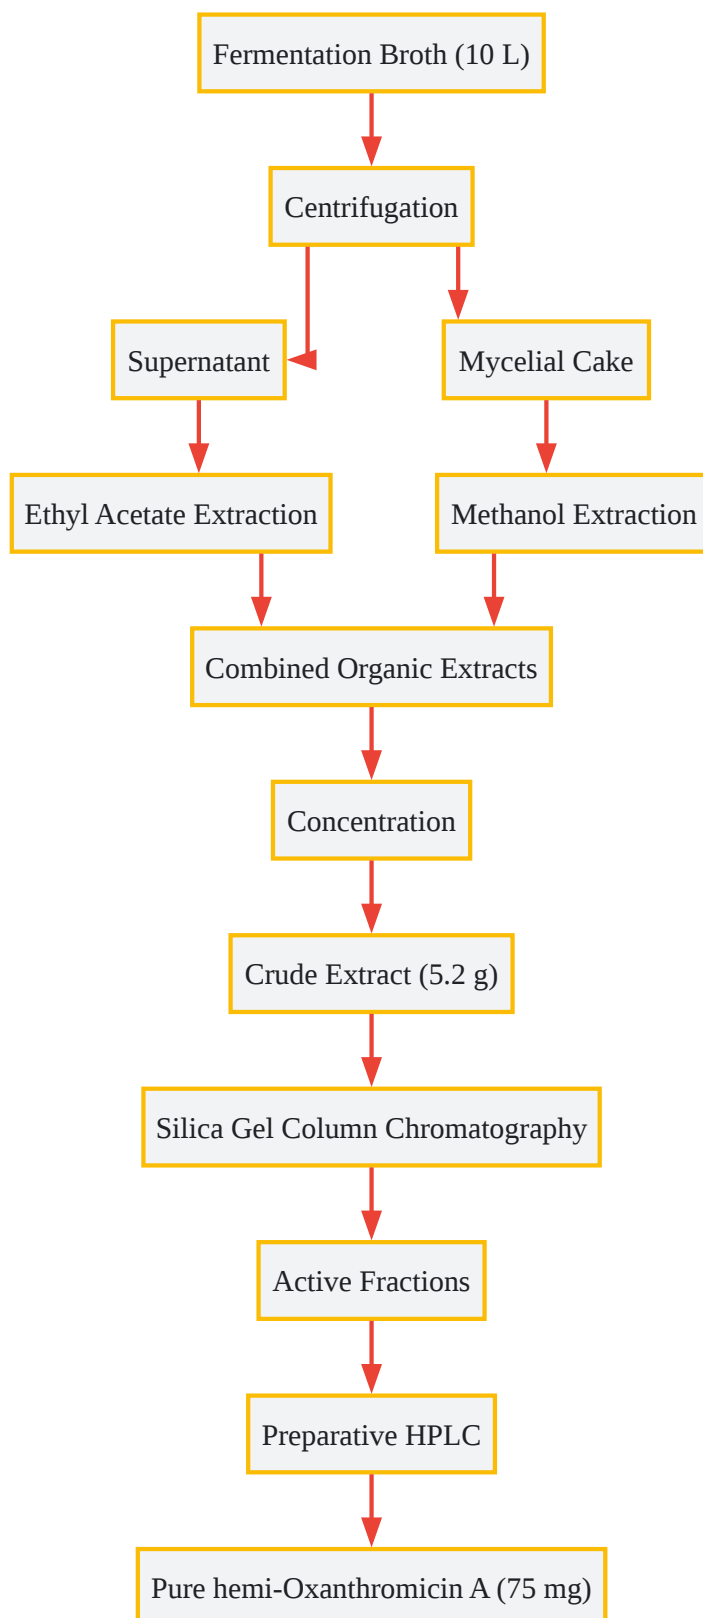 Fermentation Broth (10 L)
Centrifugation
Supernatant
Mycelial Cake
Ethyl Acetate Extraction
Methanol Extraction
Combined Organic Extracts
Concentration
Crude Extract (5.2 g)
Silica Gel Column Chromatography
Active Fractions
Preparative HPLC
Pure hemi-Oxanthromicin A (75 mg)